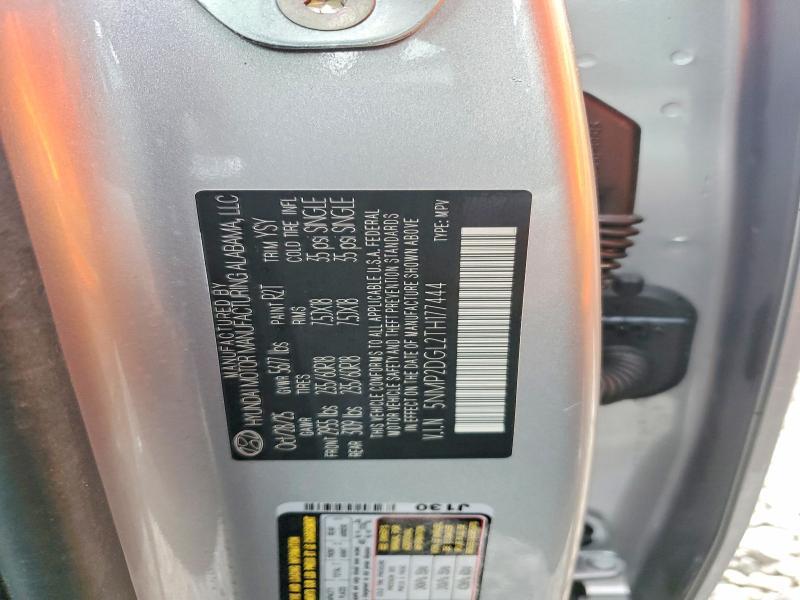 MANUFACTURED BY
HYUNDAI MOTOR MANUFACTURING ALABAMA, LLC
Oct/28/25 GVWR 5677 lbs PAINT R2T TRIM YSY
GAWR TIRES RIMS COLD TIRE INFL.
FRONT 2955 lbs 235/60R18 7.5JX18 35 psi SINGLE
REAR 3019 lbs 235/60R18 7.5JX18 35 psi SINGLE
THIS VEHICLE CONFORMS TO ALL APPLICABLE U.S.A. FEDERAL
MOTOR VEHICLE SAFETY AND THEFT PREVENTION STANDARDS
IN EFFECT ON THE DATE OF MANUFACTURE SHOWN ABOVE
V.I.N 5NMP2DGL2TH177444 TYPE: MPV
J130